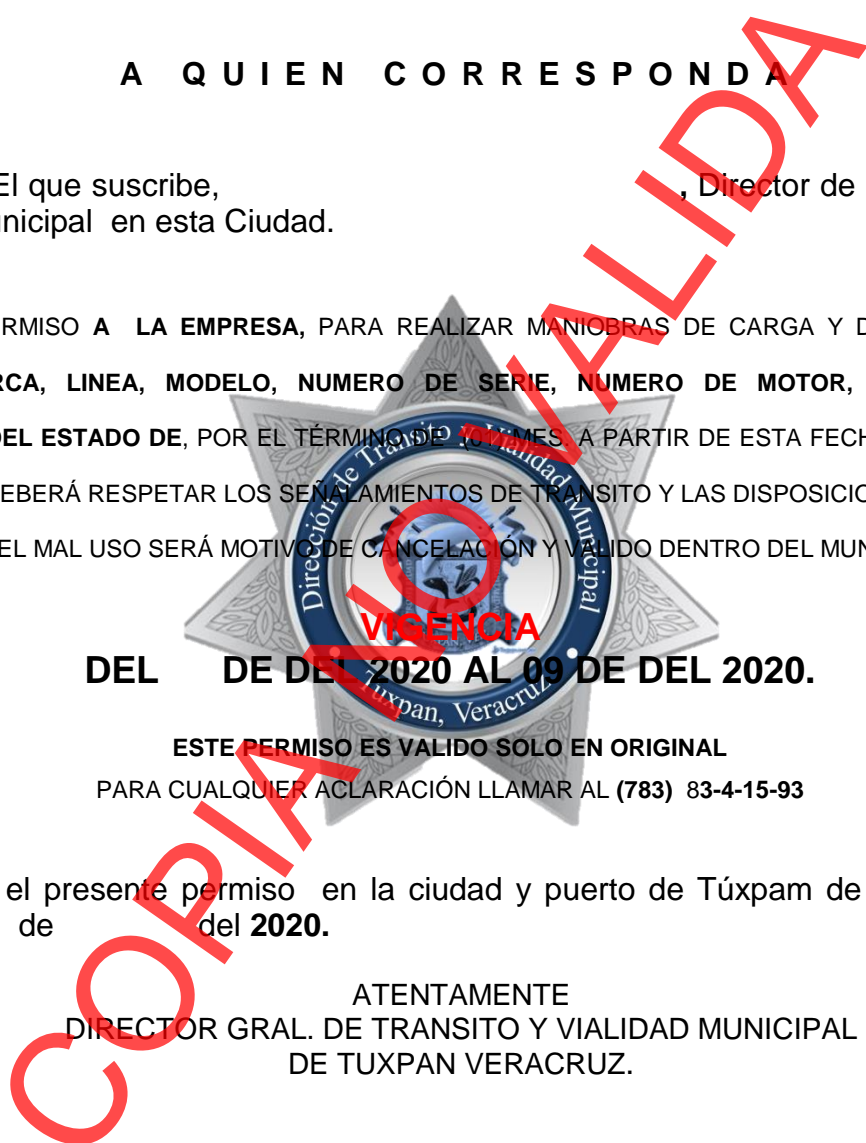 A QUIEN CORRESPONDA
El que suscribe, , Director de
unicipal en esta Ciudad.
ERMISO A LA EMPRESA, PARA REALIZAR MANIOBRAS DE CARGA Y D
RCA, LINEA, MODELO, NUMERO DE SERIE, NUMERO DE MOTOR,
DEL ESTADO DE, POR EL TÉRMINO DE (01) MES. A PARTIR DE ESTA FECH
EBERÁ RESPETAR LOS SEÑALAMIENTOS DE TRANSITO Y LAS DISPOSICIO
EL MAL USO SERÁ MOTIVO DE CANCELACIÓN Y VALIDO DENTRO DEL MUN
Dirección de Transito y Vialidad Municipal
Tuxpan, Veracruz
VIGENCIA
DEL DE DEL 2020 AL 09 DE DEL 2020.
ESTE PERMISO ES VALIDO SOLO EN ORIGINAL
PARA CUALQUIER ACLARACIÓN LLAMAR AL (783) 83-4-15-93
el presente permiso en la ciudad y puerto de Túxpam de
de del 2020.
ATENTAMENTE
DIRECTOR GRAL. DE TRANSITO Y VIALIDAD MUNICIPAL
DE TUXPAN VERACRUZ.
COPIA NO VALIDA